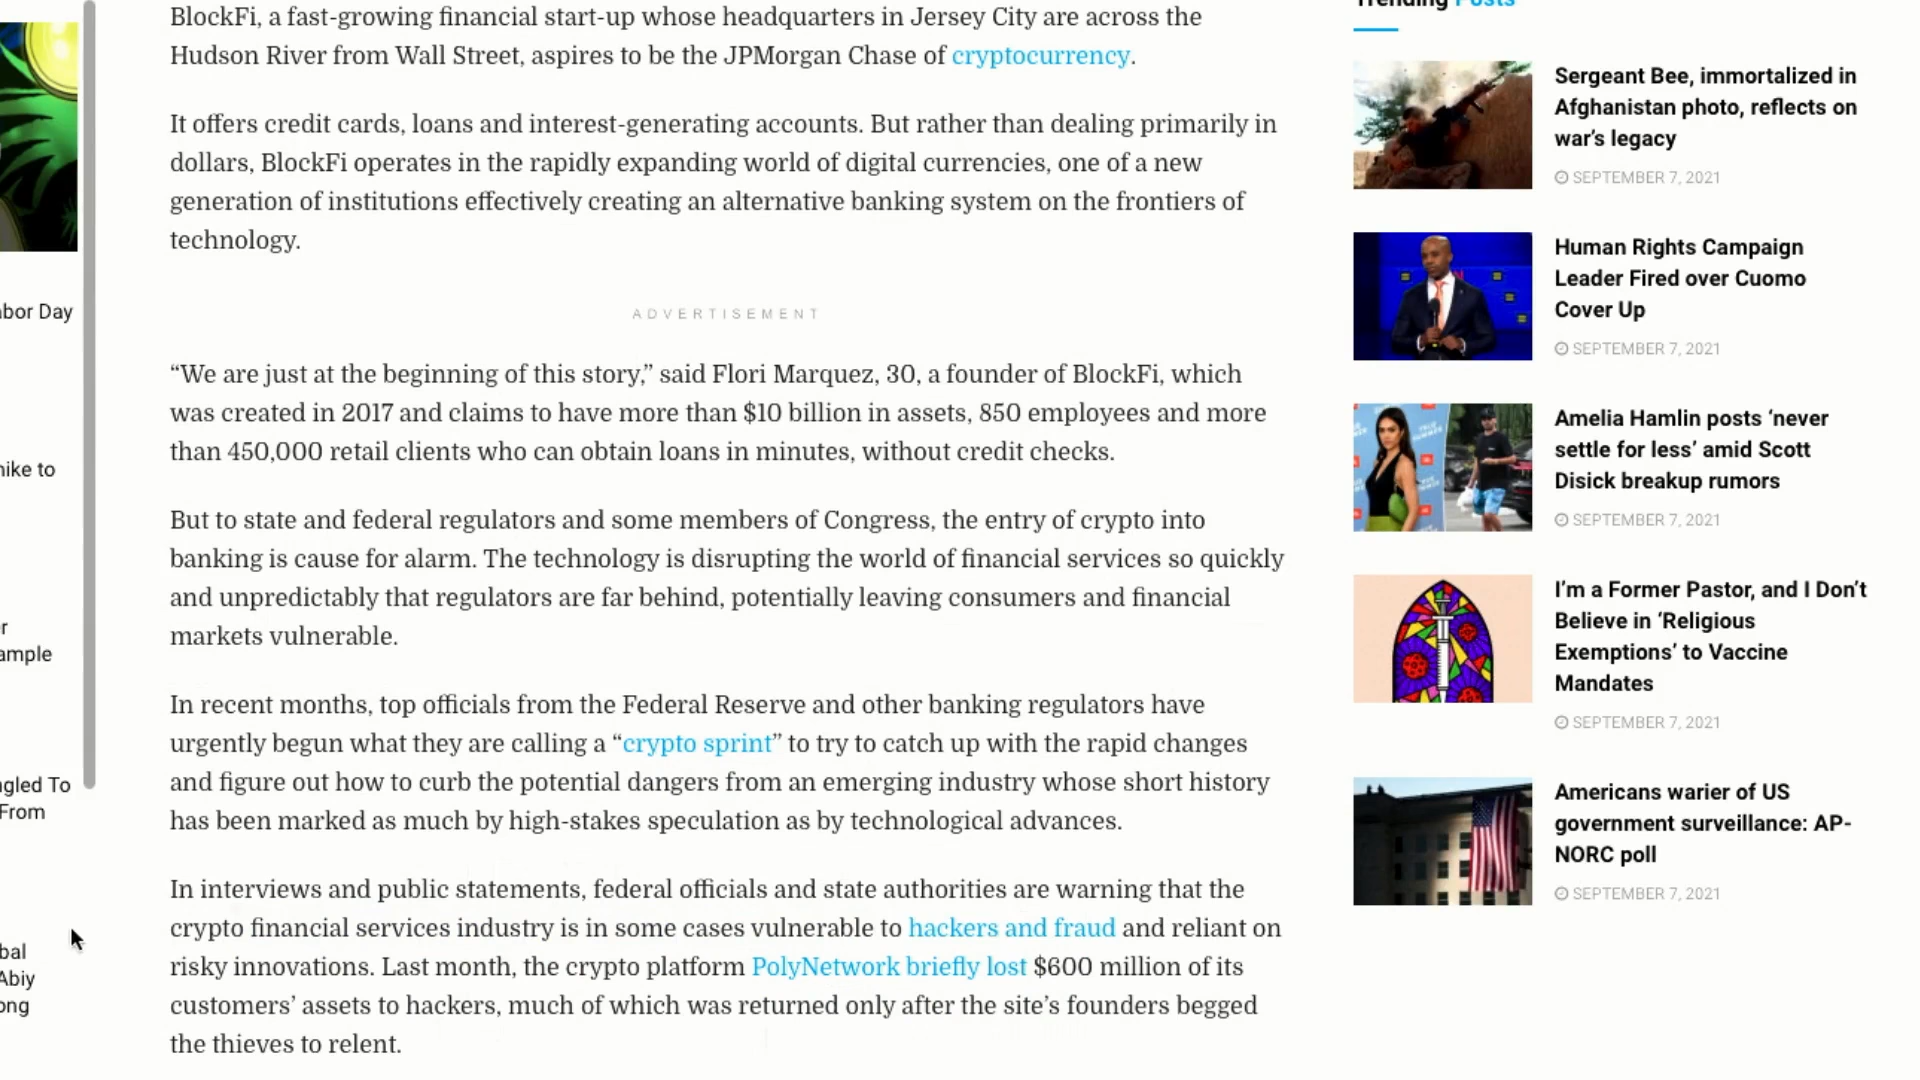 BlockFi, a fast-growing financial start-up whose headquarters in Jersey City are across the
Hudson River from Wall Street, aspires to be the JPMorgan Chase of cryptocurrency.
It offers credit cards, loans and interest-generating accounts. But rather than dealing primarily in
dollars, BlockFi operates in the rapidly expanding world of digital currencies, one of a new
generation of institutions effectively creating an alternative banking system on the frontiers of
technology.
ADVERTISEMENT
“We are just at the beginning of this story,” said Flori Marquez, 30, a founder of BlockFi, which
was created in 2017 and claims to have more than $10 billion in assets, 850 employees and more
than 450,000 retail clients who can obtain loans in minutes, without credit checks.
But to state and federal regulators and some members of Congress, the entry of crypto into
banking is cause for alarm. The technology is disrupting the world of financial services so quickly
and unpredictably that regulators are far behind, potentially leaving consumers and financial
markets vulnerable.
In recent months, top officials from the Federal Reserve and other banking regulators have
urgently begun what they are calling a “crypto sprint” to try to catch up with the rapid changes
and figure out how to curb the potential dangers from an emerging industry whose short history
has been marked as much by high-stakes speculation as by technological advances.
In interviews and public statements, federal officials and state authorities are warning that the
crypto financial services industry is in some cases vulnerable to hackers and fraud and reliant on
risky innovations. Last month, the crypto platform PolyNetwork briefly lost $600 million of its
customers’ assets to hackers, much of which was returned only after the site’s founders begged
the thieves to relent.
Trending Posts
Sergeant Bee, immortalized in
Afghanistan photo, reflects on
war’s legacy
SEPTEMBER 7, 2021
Human Rights Campaign
Leader Fired over Cuomo
Cover Up
SEPTEMBER 7, 2021
Amelia Hamlin posts ‘never
settle for less’ amid Scott
Disick breakup rumors
SEPTEMBER 7, 2021
I’m a Former Pastor, and I Don’t
Believe in ‘Religious
Exemptions’ to Vaccine
Mandates
SEPTEMBER 7, 2021
Americans warier of US
government surveillance: AP-
NORC poll
SEPTEMBER 7, 2021
bor Day
ike to
r
ample
gled To
From
bal
Abiy
ong